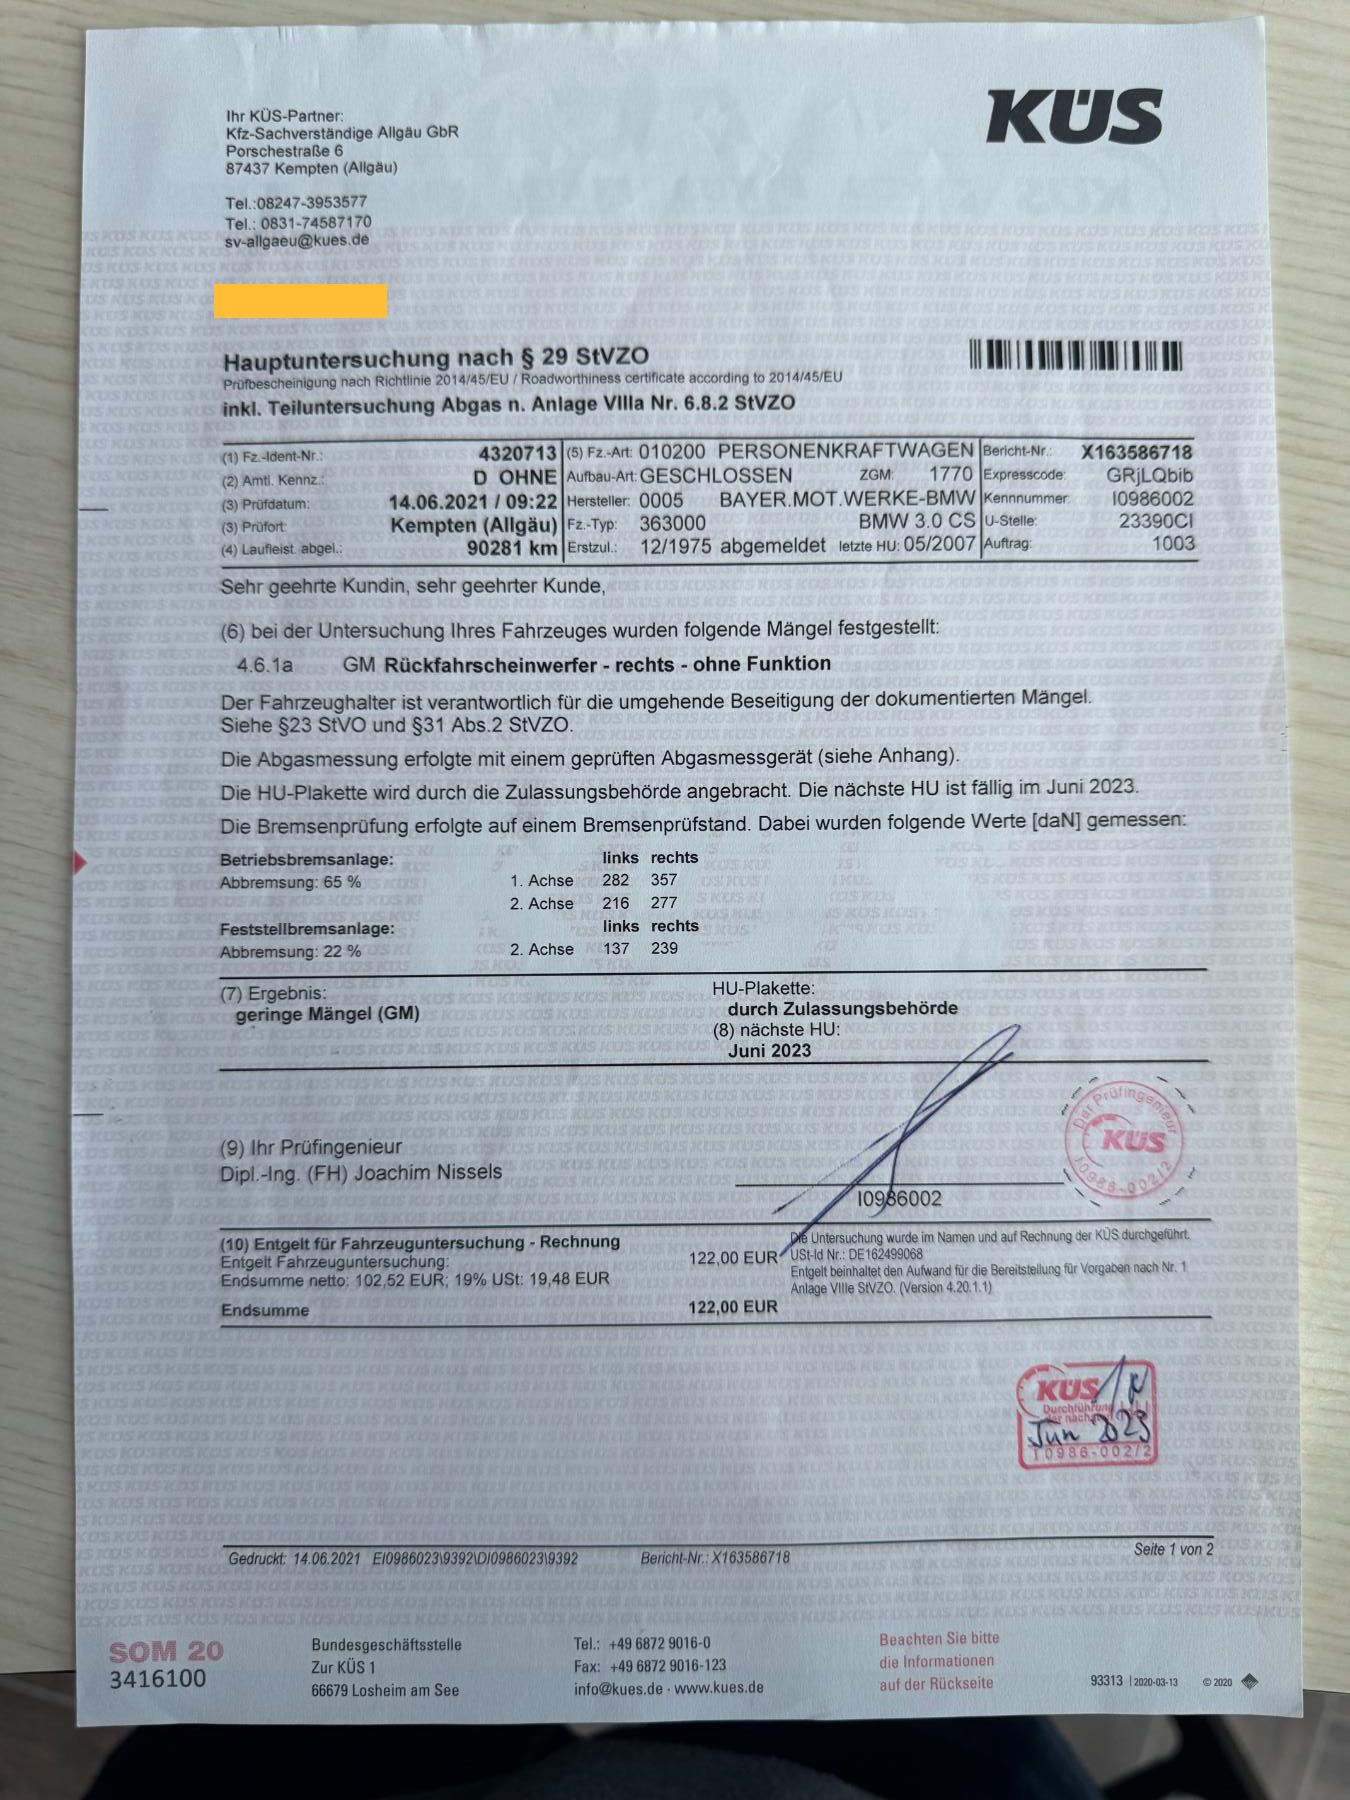 KÜS
Ihr KÜS-Partner:
Kfz-Sachverständige Allgäu GbR
Porschestraße 6
87437 Kempten (Allgäu)
Tel.:08247-3953577
Tel.: 0831-74587170
sv-allgaeu@kues.de
Hauptuntersuchung nach § 29 StVZO
Prüfbescheinigung nach Richtlinie 2014/45/EU / Roadworthiness certificate according to 2014/45/EU
inkl. Teiluntersuchung Abgas n. Anlage VIIIa Nr. 6.8.2 StVZO
(1) Fz.-Ident-Nr.: 4320713 (5) Fz.-Art: 010200 PERSONENKRAFTWAGEN Bericht-Nr.: X163586718
(2) Amtl. Kennz.: D OHNE Aufbau-Art: GESCHLOSSEN ZGM: 1770 Expresscode: GRjLQbib
(3) Prüfdatum: 14.06.2021 / 09:22 Hersteller: 0005 BAYER.MOT.WERKE-BMW Kennnummer: I0986002
(3) Prüfort: Kempten (Allgäu) Fz.-Typ: 363000 BMW 3.0 CS U-Stelle: 23390CI
(4) Laufleist. abgel.: 90281 km Erstzul.: 12/1975 abgemeldet letzte HU: 05/2007 Auftrag: 1003
Sehr geehrte Kundin, sehr geehrter Kunde,
(6) bei der Untersuchung Ihres Fahrzeuges wurden folgende Mängel festgestellt:
4.6.1a GM Rückfahrscheinwerfer - rechts - ohne Funktion
Der Fahrzeughalter ist verantwortlich für die umgehende Beseitigung der dokumentierten Mängel.
Siehe §23 StVO und §31 Abs.2 StVZO.
Die Abgasmessung erfolgte mit einem geprüften Abgasmessgerät (siehe Anhang).
Die HU-Plakette wird durch die Zulassungsbehörde angebracht. Die nächste HU ist fällig im Juni 2023.
Die Bremsenprüfung erfolgte auf einem Bremsenprüfstand. Dabei wurden folgende Werte [daN] gemessen:
Betriebsbremsanlage: links rechts
Abbremsung: 65 % 1. Achse 282 357
2. Achse 216 277
Feststellbremsanlage: links rechts
Abbremsung: 22 % 2. Achse 137 239
(7) Ergebnis: HU-Plakette:
geringe Mängel (GM) durch Zulassungsbehörde
(8) nächste HU:
Juni 2023
(9) Ihr Prüfingenieur
Dipl.-Ing. (FH) Joachim Nissels
I0986002
Der Prüfingenieur
KÜS
I0986-002/2
(10) Entgelt für Fahrzeuguntersuchung - Rechnung
Entgelt Fahrzeuguntersuchung: 122,00 EUR
Endsumme netto: 102,52 EUR; 19% USt: 19,48 EUR
Endsumme 122,00 EUR
Die Untersuchung wurde im Namen und auf Rechnung der KÜS durchgeführt.
USt-Id Nr.: DE162499068
Entgelt beinhaltet den Aufwand für die Bereitstellung für Vorgaben nach Nr. 1
Anlage VIIIe StVZO. (Version 4.20.1.1)
KÜS
Durchführung
Jun 2023
I0986-002/2
Gedruckt: 14.06.2021 EI0986023\9392\DI0986023\9392 Bericht-Nr.: X163586718 Seite 1 von 2
SOM 20
3416100
Bundesgeschäftsstelle
Zur KÜS 1
66679 Losheim am See
Tel.: +49 6872 9016-0
Fax: +49 6872 9016-123
info@kues.de · www.kues.de
Beachten Sie bitte
die Informationen
auf der Rückseite
93313 | 2020-03-13 © 2020